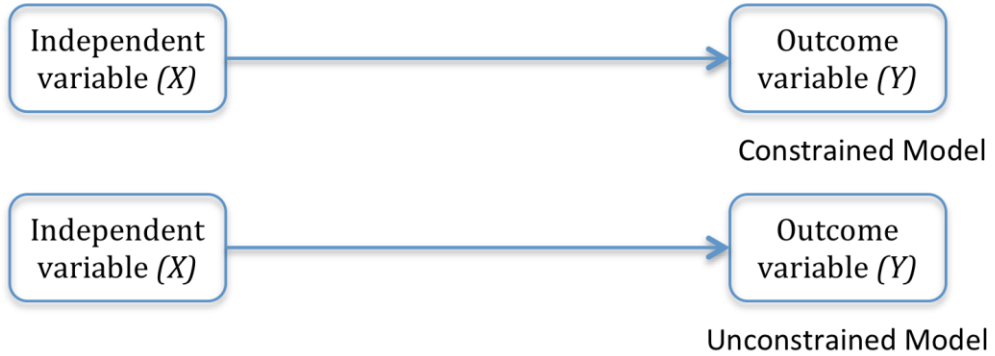 Independent
variable (X)
Outcome
variable (Y)
Constrained Model
Independent
variable (X)
Outcome
variable (Y)
Unconstrained Model